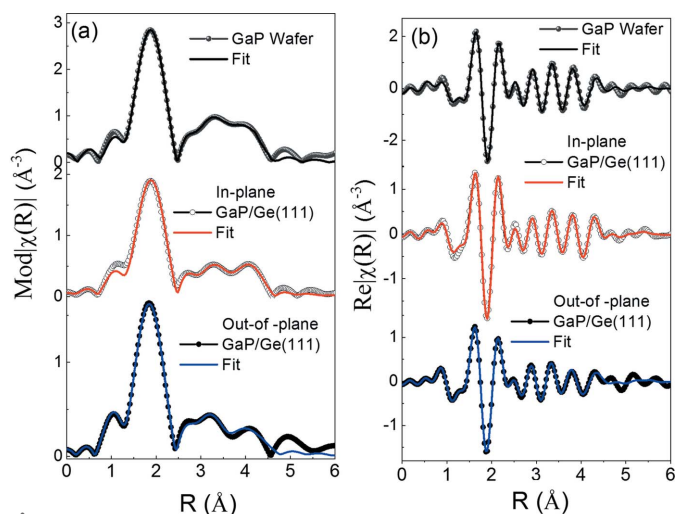 (a)
GaP Wafer
Fit
In-plane
GaP/Ge(111)
Fit
Out-of -plane
GaP/Ge(111)
Fit
Mod|χ(R)| (Å⁻³)
3
2
1
0
2
1
0
1
0
0 1 2 3 4 5 6
R (Å)
(b)
GaP Wafer
Fit
In-plane
GaP/Ge(111)
Fit
Out-of -plane
GaP/Ge(111)
Fit
Re|χ(R)| (Å⁻³)
2
0
-2
1
0
-1
1
0
-1
0 1 2 3 4 5 6
R (Å)